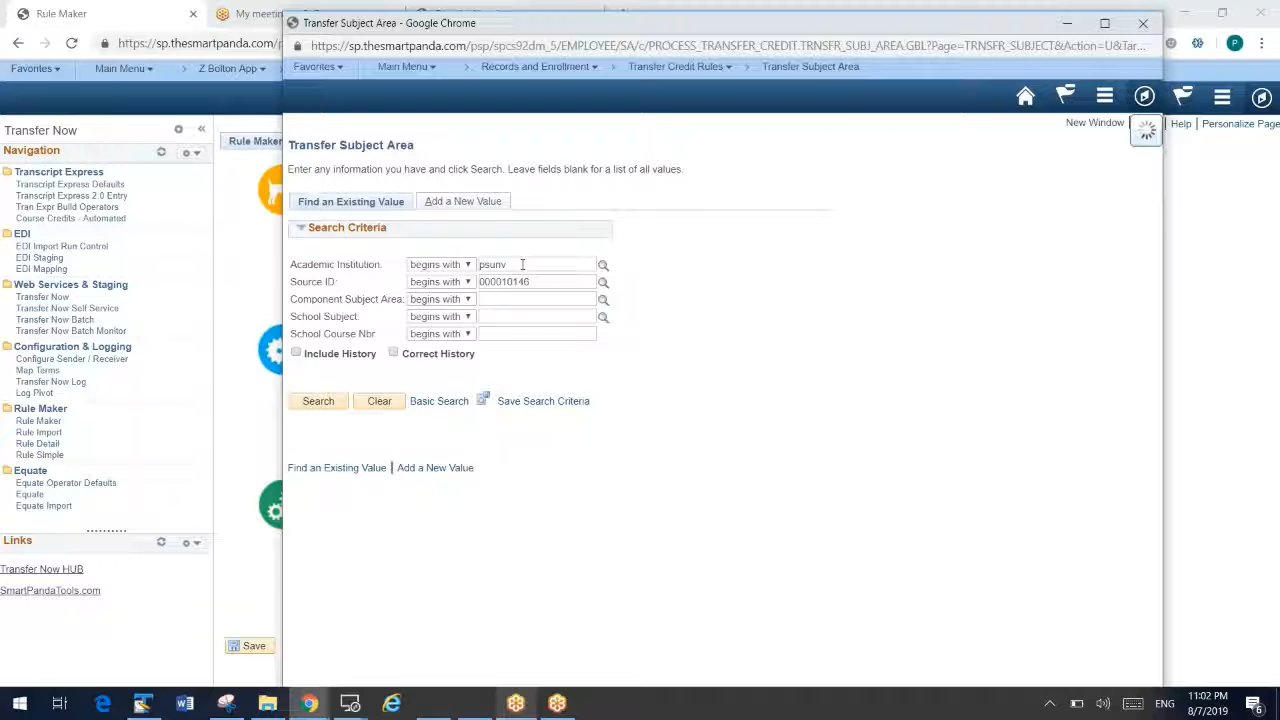 Rule Maker
My meetin
Transfer Subject Area - Google Chrome
https://sp.thesmartpanda.com/p
https://sp.thesmartpanda.com/psp/spcs92dm_5/EMPLOYEE/SA/c/PROCESS_TRANSFER_CREDIT.TRNSFR_SUBJ_AREA.GBL?Page=TRNSFR_SUBJECT&Action=U&Tar...
P
Favorites
Main Menu
Z Bolton App
Favorites
Main Menu
Records and Enrollment
Transfer Credit Rules
Transfer Subject Area
New Window
Help
Personalize Page
Transfer Now
Navigation
Transcript Express
Transcript Express Defaults
Transcript Express 2.0 Entry
Tran Expr Build Operators
Course Credits - Automated
EDI
EDI Import Run Control
EDI Staging
EDI Mapping
Web Services & Staging
Transfer Now
Transfer Now Self Service
Transfer Now Batch
Transfer Now Batch Monitor
Configuration & Logging
Configure Sender / Receiver
Map Terms
Transfer Now Log
Log Pivot
Rule Maker
Rule Maker
Rule Import
Rule Detail
Rule Simple
Equate
Equate Operator Defaults
Equate
Equate Import
Links
Transfer Now HUB
SmartPandaTools.com
Rule Maker
Save
Transfer Subject Area
Enter any information you have and click Search. Leave fields blank for a list of all values.
Find an Existing Value
Add a New Value
Search Criteria
Academic Institution: begins with psunv
Source ID: begins with 000010146
Component Subject Area: begins with
School Subject: begins with
School Course Nbr: begins with
Include History Correct History
Search Clear Basic Search Save Search Criteria
Find an Existing Value | Add a New Value
ENG
11:02 PM
8/7/2019
6